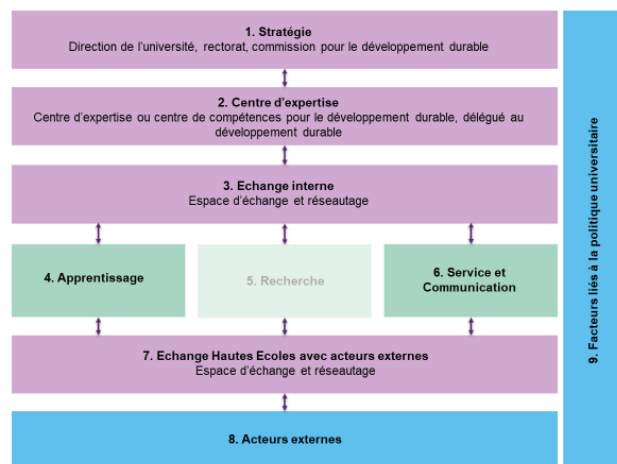 1. Stratégie
Direction de l'université, rectorat, commission pour le développement durable
2. Centre d'expertise
Centre d'expertise ou centre de compétences pour le développement durable, délégué au
développement durable
3. Echange interne
Espace d'échange et réseautage
4. Apprentissage
5. Recherche
6. Service et
Communication
7. Echange Hautes Ecoles avec acteurs externes
Espace d'échange et réseautage
8. Acteurs externes
9. Facteurs liés à la politique universitaire